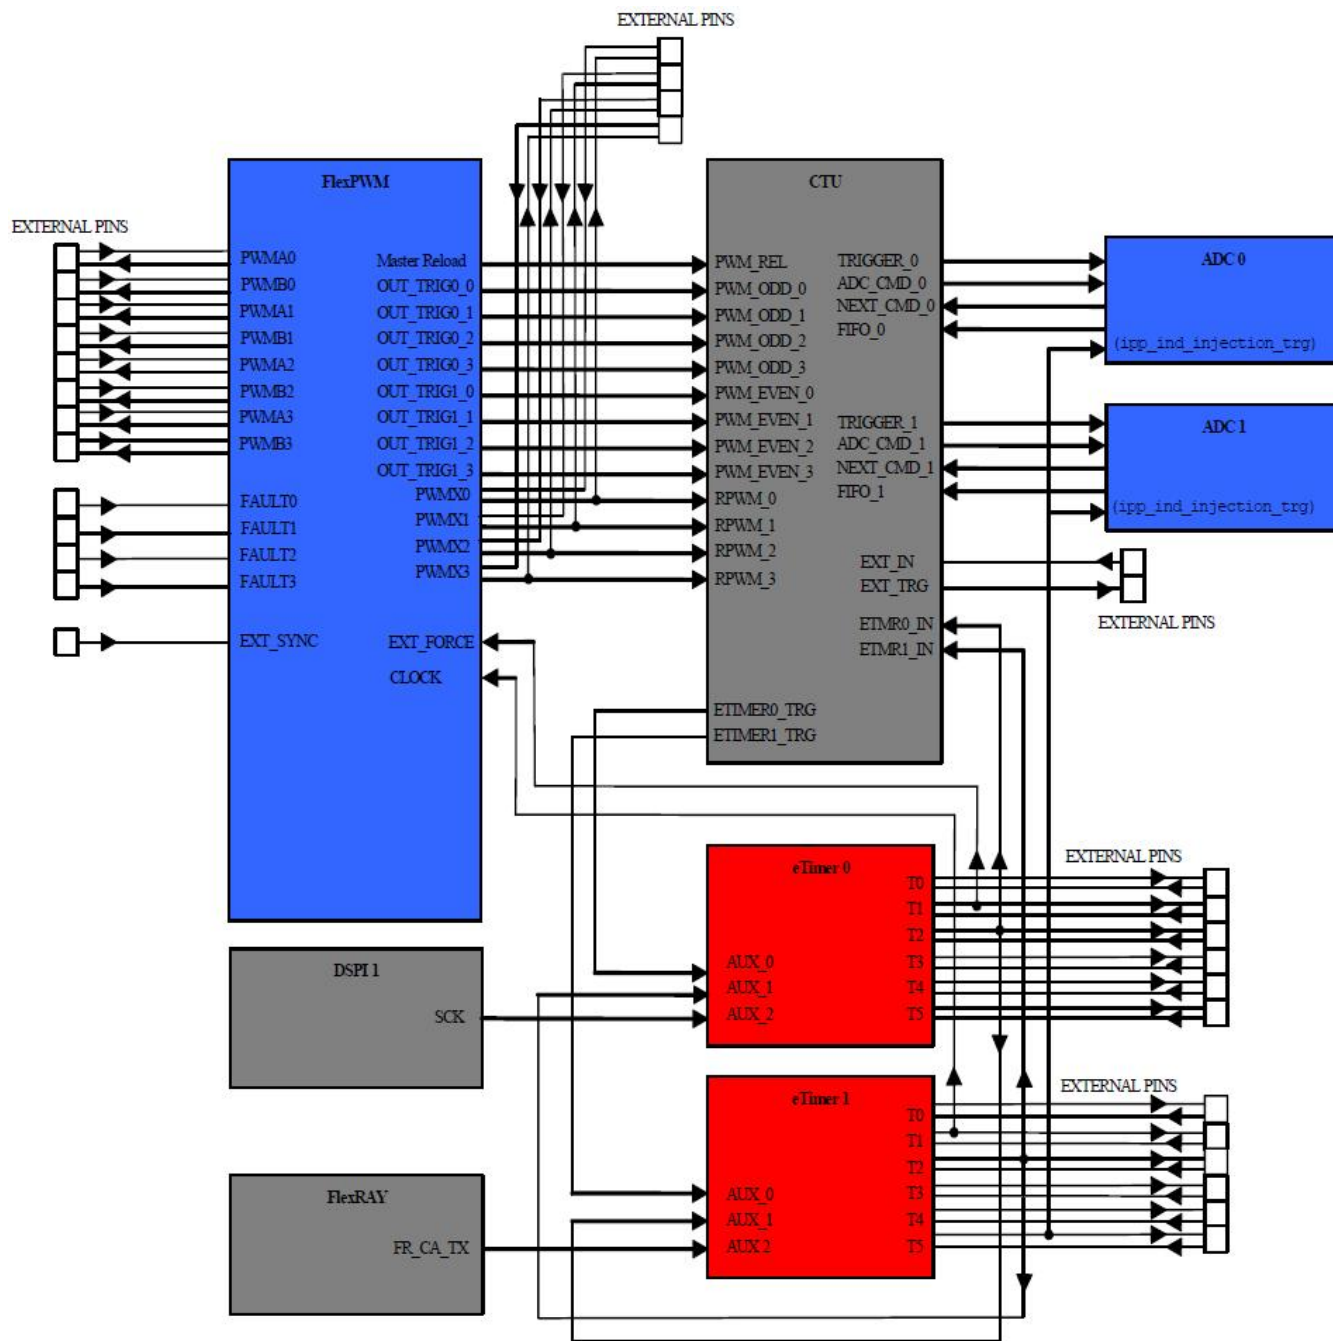 EXTERNAL PINS
FlexPWM
CTU
EXTERNAL PINS
PWMA0
PWMB0
PWMA1
PWMB1
PWMA2
PWMB2
PWMA3
PWMB3
FAULT0
FAULT1
FAULT2
FAULT3
EXT_SYNC
Master Reload
OUT_TRIG0_0
OUT_TRIG0_1
OUT_TRIG0_2
OUT_TRIG0_3
OUT_TRIG1_0
OUT_TRIG1_1
OUT_TRIG1_2
OUT_TRIG1_3
PWMX0
PWMX1
PWMX2
PWMX3
EXT_FORCE
CLOCK
PWM_REL
PWM_ODD_0
PWM_ODD_1
PWM_ODD_2
PWM_ODD_3
PWM_EVEN_0
PWM_EVEN_1
PWM_EVEN_2
PWM_EVEN_3
RPWM_0
RPWM_1
RPWM_2
RPWM_3
ETIMER0_TRG
ETIMER1_TRG
TRIGGER_0
ADC_CMD_0
NEXT_CMD_0
FIFO_0
TRIGGER_1
ADC_CMD_1
NEXT_CMD_1
FIFO_1
EXT_IN
EXT_TRG
ETMR0_IN
ETMR1_IN
ADC 0
(ipp_ind_injection_trg)
ADC 1
(ipp_ind_injection_trg)
EXTERNAL PINS
DSPI 1
SCK
eTimer 0
AUX_0
AUX_1
AUX_2
T0
T1
T2
T3
T4
T5
EXTERNAL PINS
FlexRAY
FR_CA_TX
eTimer 1
AUX_0
AUX_1
AUX 2
T0
T1
T2
T3
T4
T5
EXTERNAL PINS